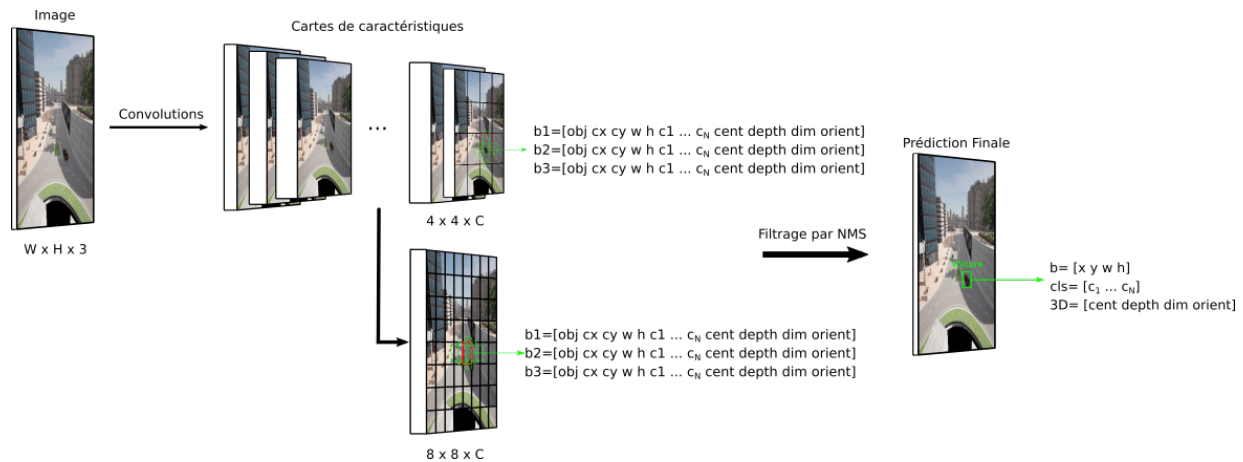 Image
Cartes de caractéristiques
Convolutions
...
W x H x 3
b1=[obj cx cy w h c1 ... cN cent depth dim orient]
b2=[obj cx cy w h c1 ... cN cent depth dim orient]
b3=[obj cx cy w h c1 ... cN cent depth dim orient]
4 x 4 x C
b1=[obj cx cy w h c1 ... cN cent depth dim orient]
b2=[obj cx cy w h c1 ... cN cent depth dim orient]
b3=[obj cx cy w h c1 ... cN cent depth dim orient]
8 x 8 x C
Filtrage par NMS
Prédiction Finale
b= [x y w h]
cls= [c1 ... cN]
3D= [cent depth dim orient]